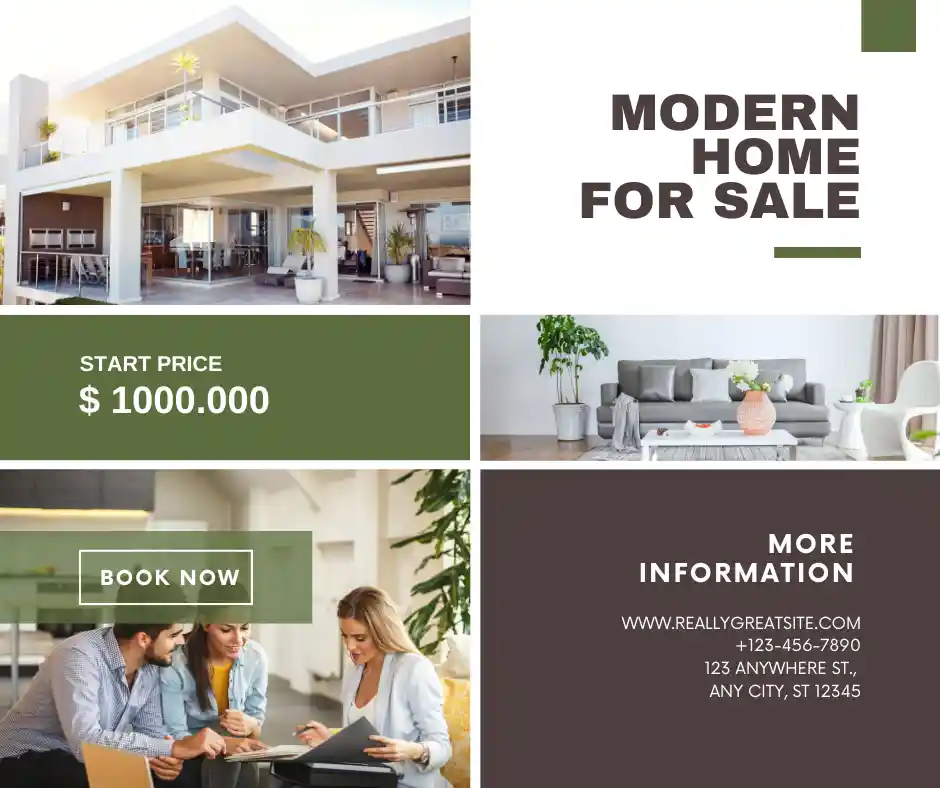 MODERN
HOME
FOR SALE
START PRICE
$ 1000.000
BOOK NOW
MORE
INFORMATION
WWW.REALLYGREATSITE.COM
+123-456-7890
123 ANYWHERE ST.,
ANY CITY, ST 12345